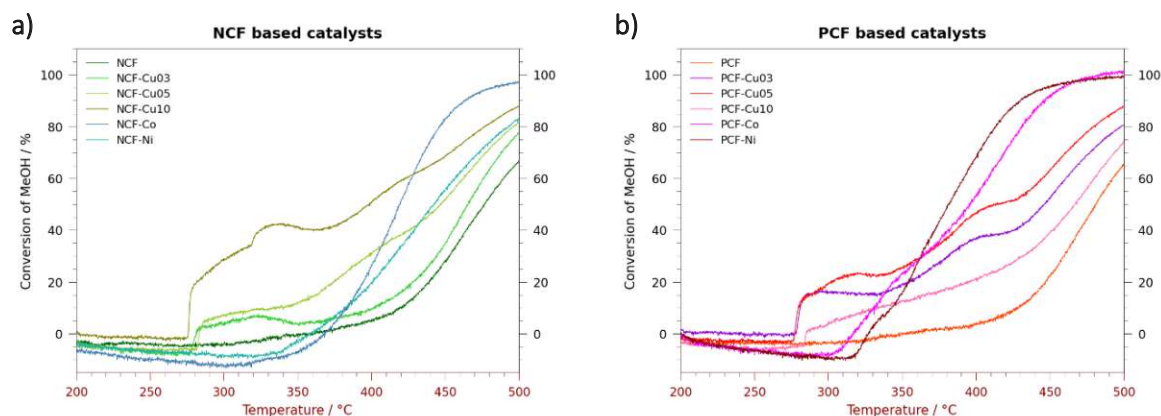 a)
NCF based catalysts
NCF
NCF-Cu03
NCF-Cu05
NCF-Cu10
NCF-Co
NCF-Ni
Conversion of MeOH / %
100
80
60
40
20
0
100
80
60
40
20
0
200 250 300 350 400 450 500
Temperature / °C
b)
PCF based catalysts
PCF
PCF-Cu03
PCF-Cu05
PCF-Cu10
PCF-Co
PCF-Ni
Conversion of MeOH / %
100
80
60
40
20
0
100
80
60
40
20
0
200 250 300 350 400 450 500
Temperature / °C